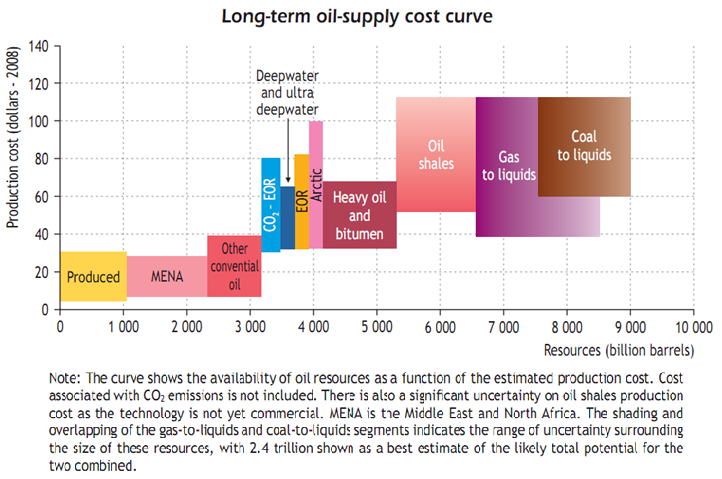 Long-term oil-supply cost curve
Production cost (dollars - 2008)
140
120
100
80
60
40
20
0
Deepwater
and ultra
deepwater
Produced
MENA
Other
convential
oil
CO₂ - EOR
EOR
Arctic
Heavy oil
and
bitumen
Oil
shales
Gas
to liquids
Coal
to liquids
0 1 000 2 000 3 000 4 000 5 000 6 000 7 000 8 000 9 000 10 000
Resources (billion barrels)
Note: The curve shows the availability of oil resources as a function of the estimated production cost. Cost
associated with CO₂ emissions is not included. There is also a significant uncertainty on oil shales production
cost as the technology is not yet commercial. MENA is the Middle East and North Africa. The shading and
overlapping of the gas-to-liquids and coal-to-liquids segments indicates the range of uncertainty surrounding
the size of these resources, with 2.4 trillion shown as a best estimate of the likely total potential for the
two combined.